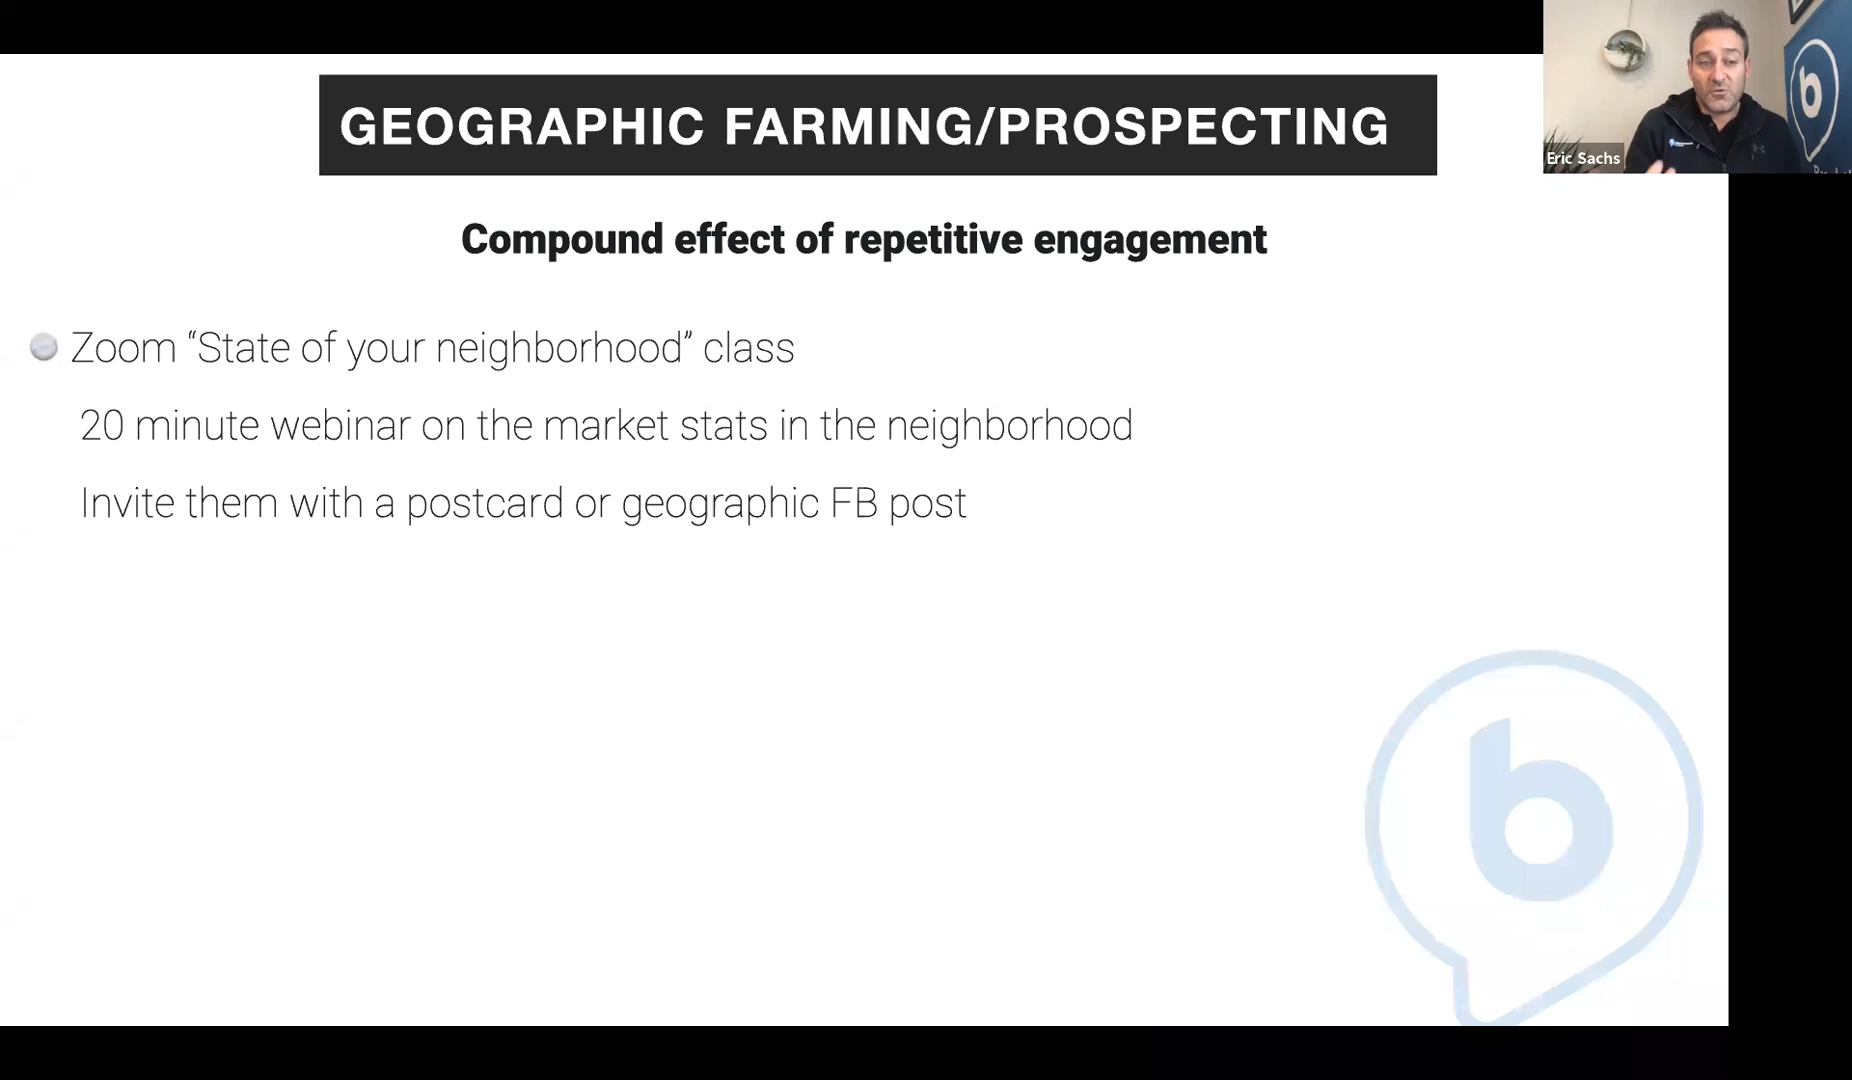 GEOGRAPHIC FARMING/PROSPECTING
Eric Sachs
Compound effect of repetitive engagement
Zoom “State of your neighborhood” class
20 minute webinar on the market stats in the neighborhood
Invite them with a postcard or geographic FB post
b
b